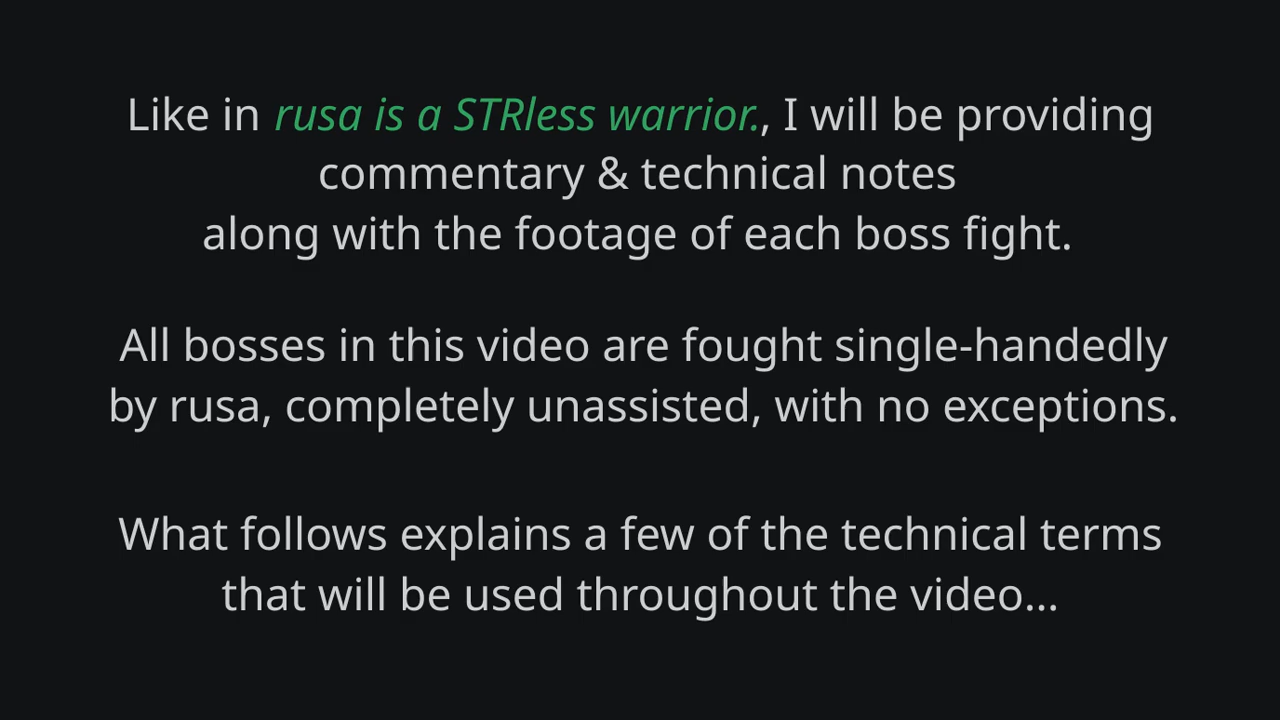 Like in rusa is a STRless warrior., I will be providing
commentary & technical notes
along with the footage of each boss fight.
All bosses in this video are fought single-handedly
by rusa, completely unassisted, with no exceptions.
What follows explains a few of the technical terms
that will be used throughout the video...